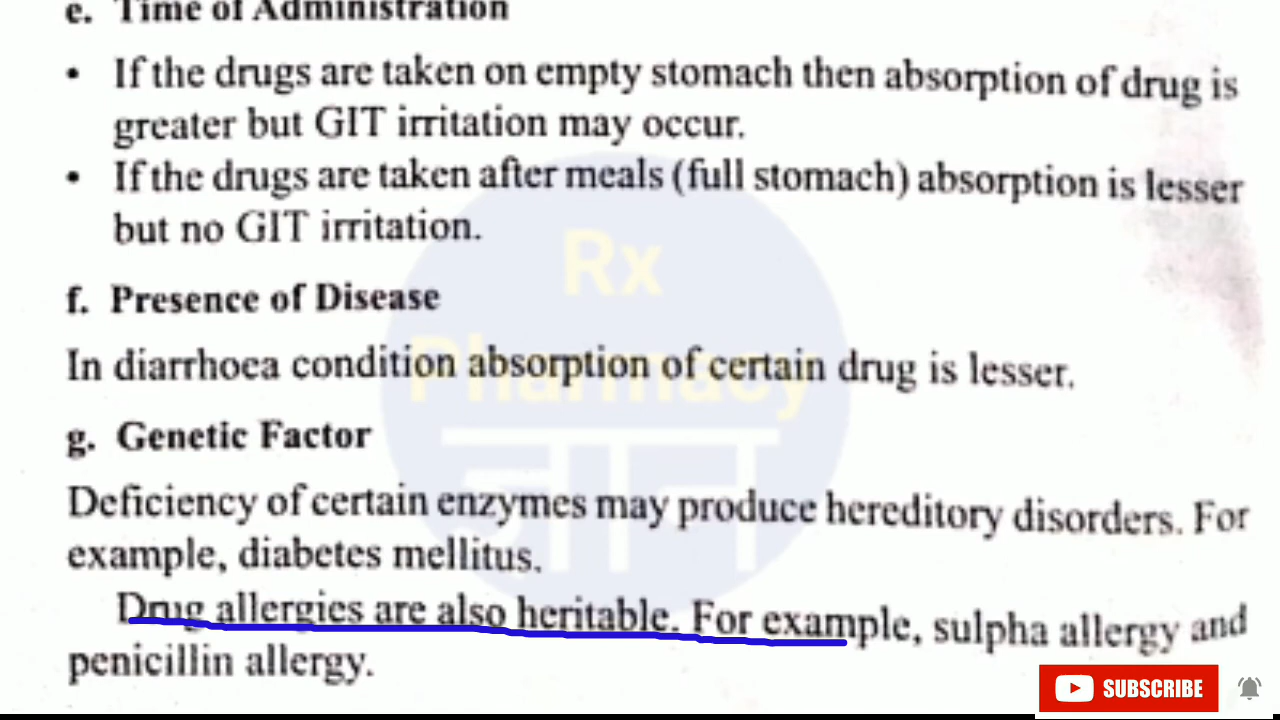 e. Time of Administration
• If the drugs are taken on empty stomach then absorption of drug is
greater but GIT irritation may occur.
• If the drugs are taken after meals (full stomach) absorption is lesser
but no GIT irritation.
Rx
f. Presence of Disease
Pharmacy
In diarrhoea condition absorption of certain drug is lesser.
g. Genetic Factor
ज्ञान
Deficiency of certain enzymes may produce hereditory disorders. For
example, diabetes mellitus.
Drug allergies are also heritable. For example, sulpha allergy and
penicillin allergy.
SUBSCRIBE